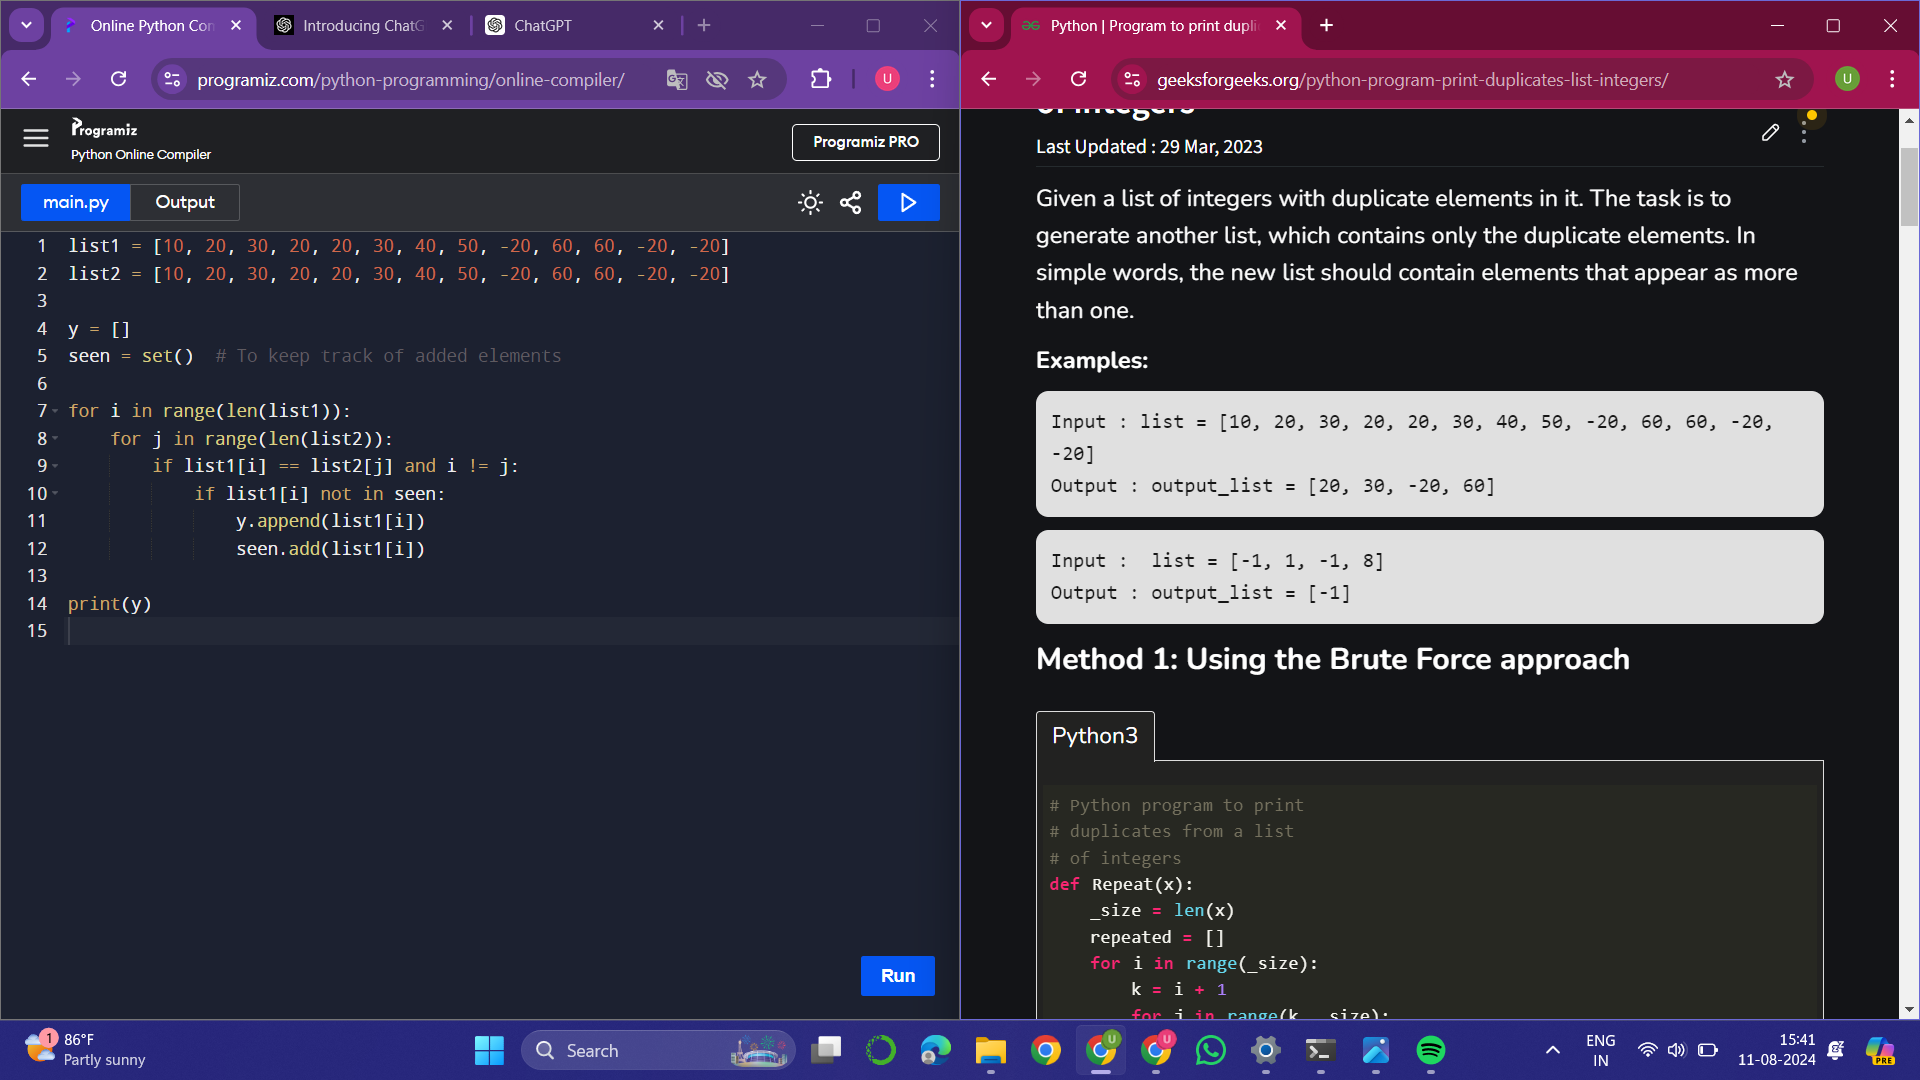 Online Python Con
Introducing ChatG
ChatGPT
programiz.com/python-programming/online-compiler/
U
Programiz
Python Online Compiler
Programiz PRO
main.py
Output
1 list1 = [10, 20, 30, 20, 20, 30, 40, 50, -20, 60, 60, -20, -20]
2 list2 = [10, 20, 30, 20, 20, 30, 40, 50, -20, 60, 60, -20, -20]
3
4 y = []
5 seen = set()  # To keep track of added elements
6
7 for i in range(len(list1)):
8     for j in range(len(list2)):
9         if list1[i] == list2[j] and i != j:
10             if list1[i] not in seen:
11                 y.append(list1[i])
12                 seen.add(list1[i])
13
14 print(y)
15
Run
Python | Program to print dupli
geeksforgeeks.org/python-program-print-duplicates-list-integers/
U
of integers
Last Updated : 29 Mar, 2023
Given a list of integers with duplicate elements in it. The task is to
generate another list, which contains only the duplicate elements. In
simple words, the new list should contain elements that appear as more
than one.
Examples:
Input : list = [10, 20, 30, 20, 20, 30, 40, 50, -20, 60, 60, -20,
-20]
Output : output_list = [20, 30, -20, 60]
Input :  list = [-1, 1, -1, 8]
Output : output_list = [-1]
Method 1: Using the Brute Force approach
Python3
# Python program to print
# duplicates from a list
# of integers
def Repeat(x):
    _size = len(x)
    repeated = []
    for i in range(_size):
        k = i + 1
        for j in range(k, _size):
1
86°F
Partly sunny
Search
U
U
ENG
IN
15:41
11-08-2024
PRE